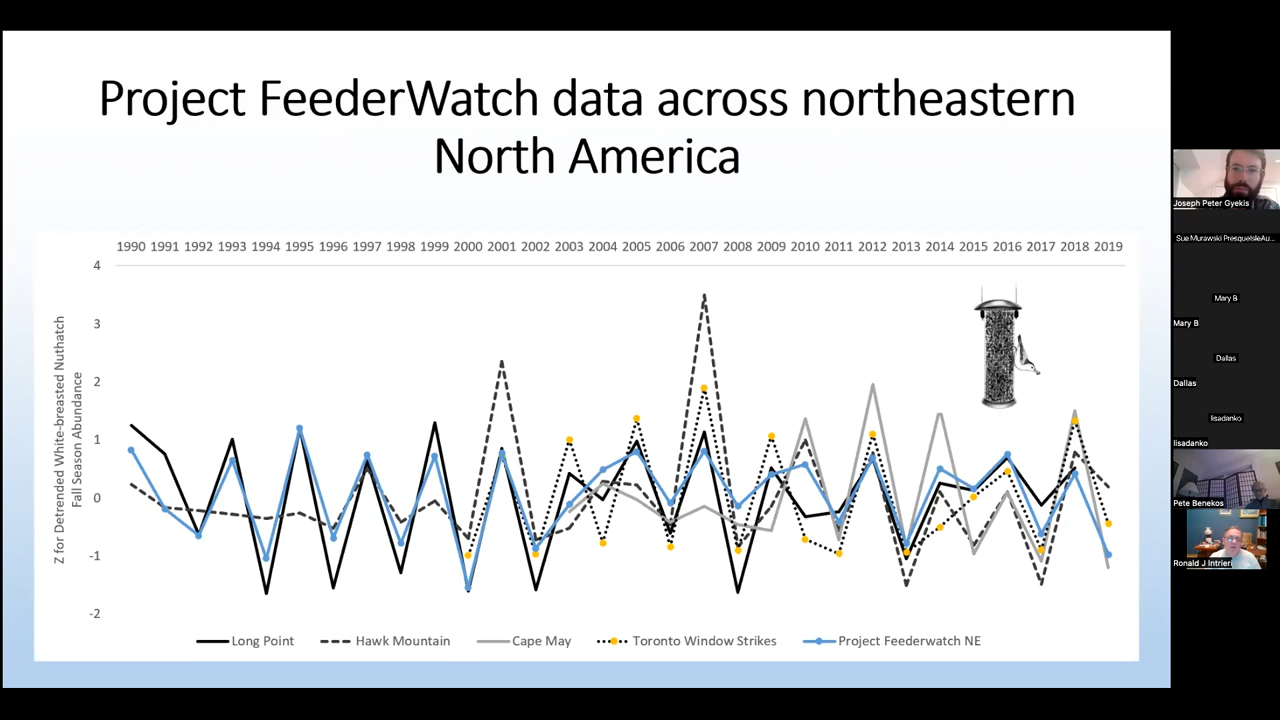 Project FeederWatch data across northeastern
North America
1990 1991 1992 1993 1994 1995 1996 1997 1998 1999 2000 2001 2002 2003 2004 2005 2006 2007 2008 2009 2010 2011 2012 2013 2014 2015 2016 2017 2018 2019
4
3
2
1
0
-1
-2
Z for Detrended White-breasted Nuthatch
Fall Season Abundance
Long Point Hawk Mountain Cape May Toronto Window Strikes Project Feederwatch NE
Joseph Peter Gyekis
Sue Murawski PresqueIsleAu...
Mary B
Mary B
Dallas
Dallas
lisadanko
lisadanko
Pete Benekos
Ronald J Intrieri